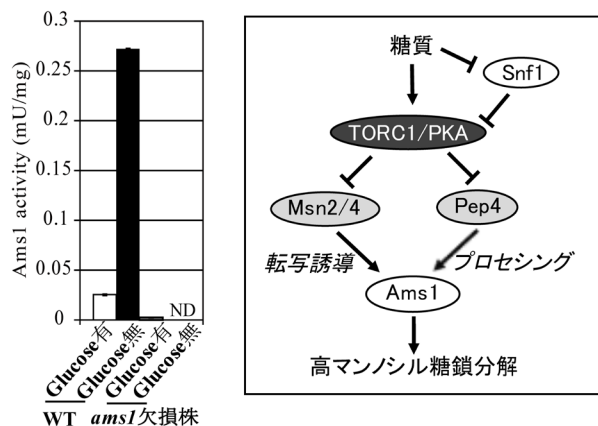 Ams1 activity (mU/mg)
0.3
0.25
0.2
0.15
0.1
0.05
0
ND
Glucose有
Glucose無
Glucose有
Glucose無
WT
ams1欠損株
糖質
Snf1
TORC1/PKA
Msn2/4
Pep4
転写誘導
プロセシング
Ams1
高マンノシル糖鎖分解